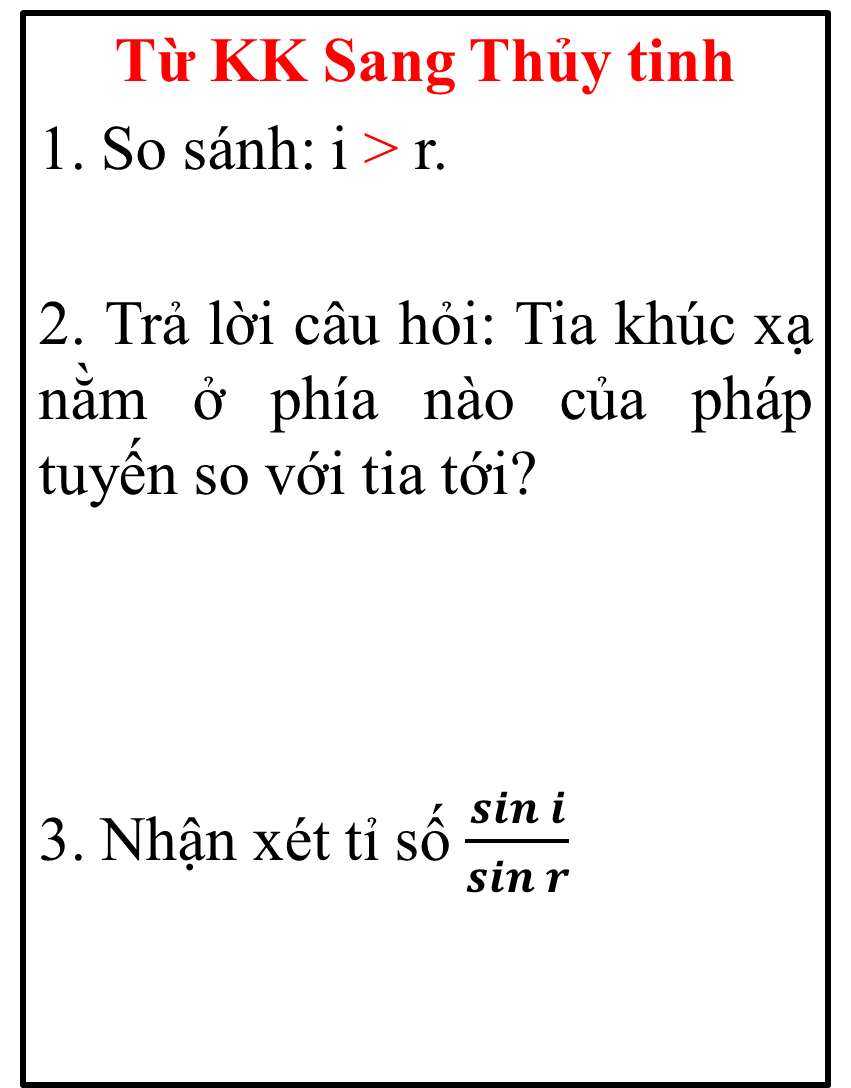 Từ KK Sang Thủy tinh
1. So sánh: i > r.
2. Trả lời câu hỏi: Tia khúc xạ
nằm ở phía nào của pháp
tuyến so với tia tới?
3. Nhận xét tỉ số sin i / sin r